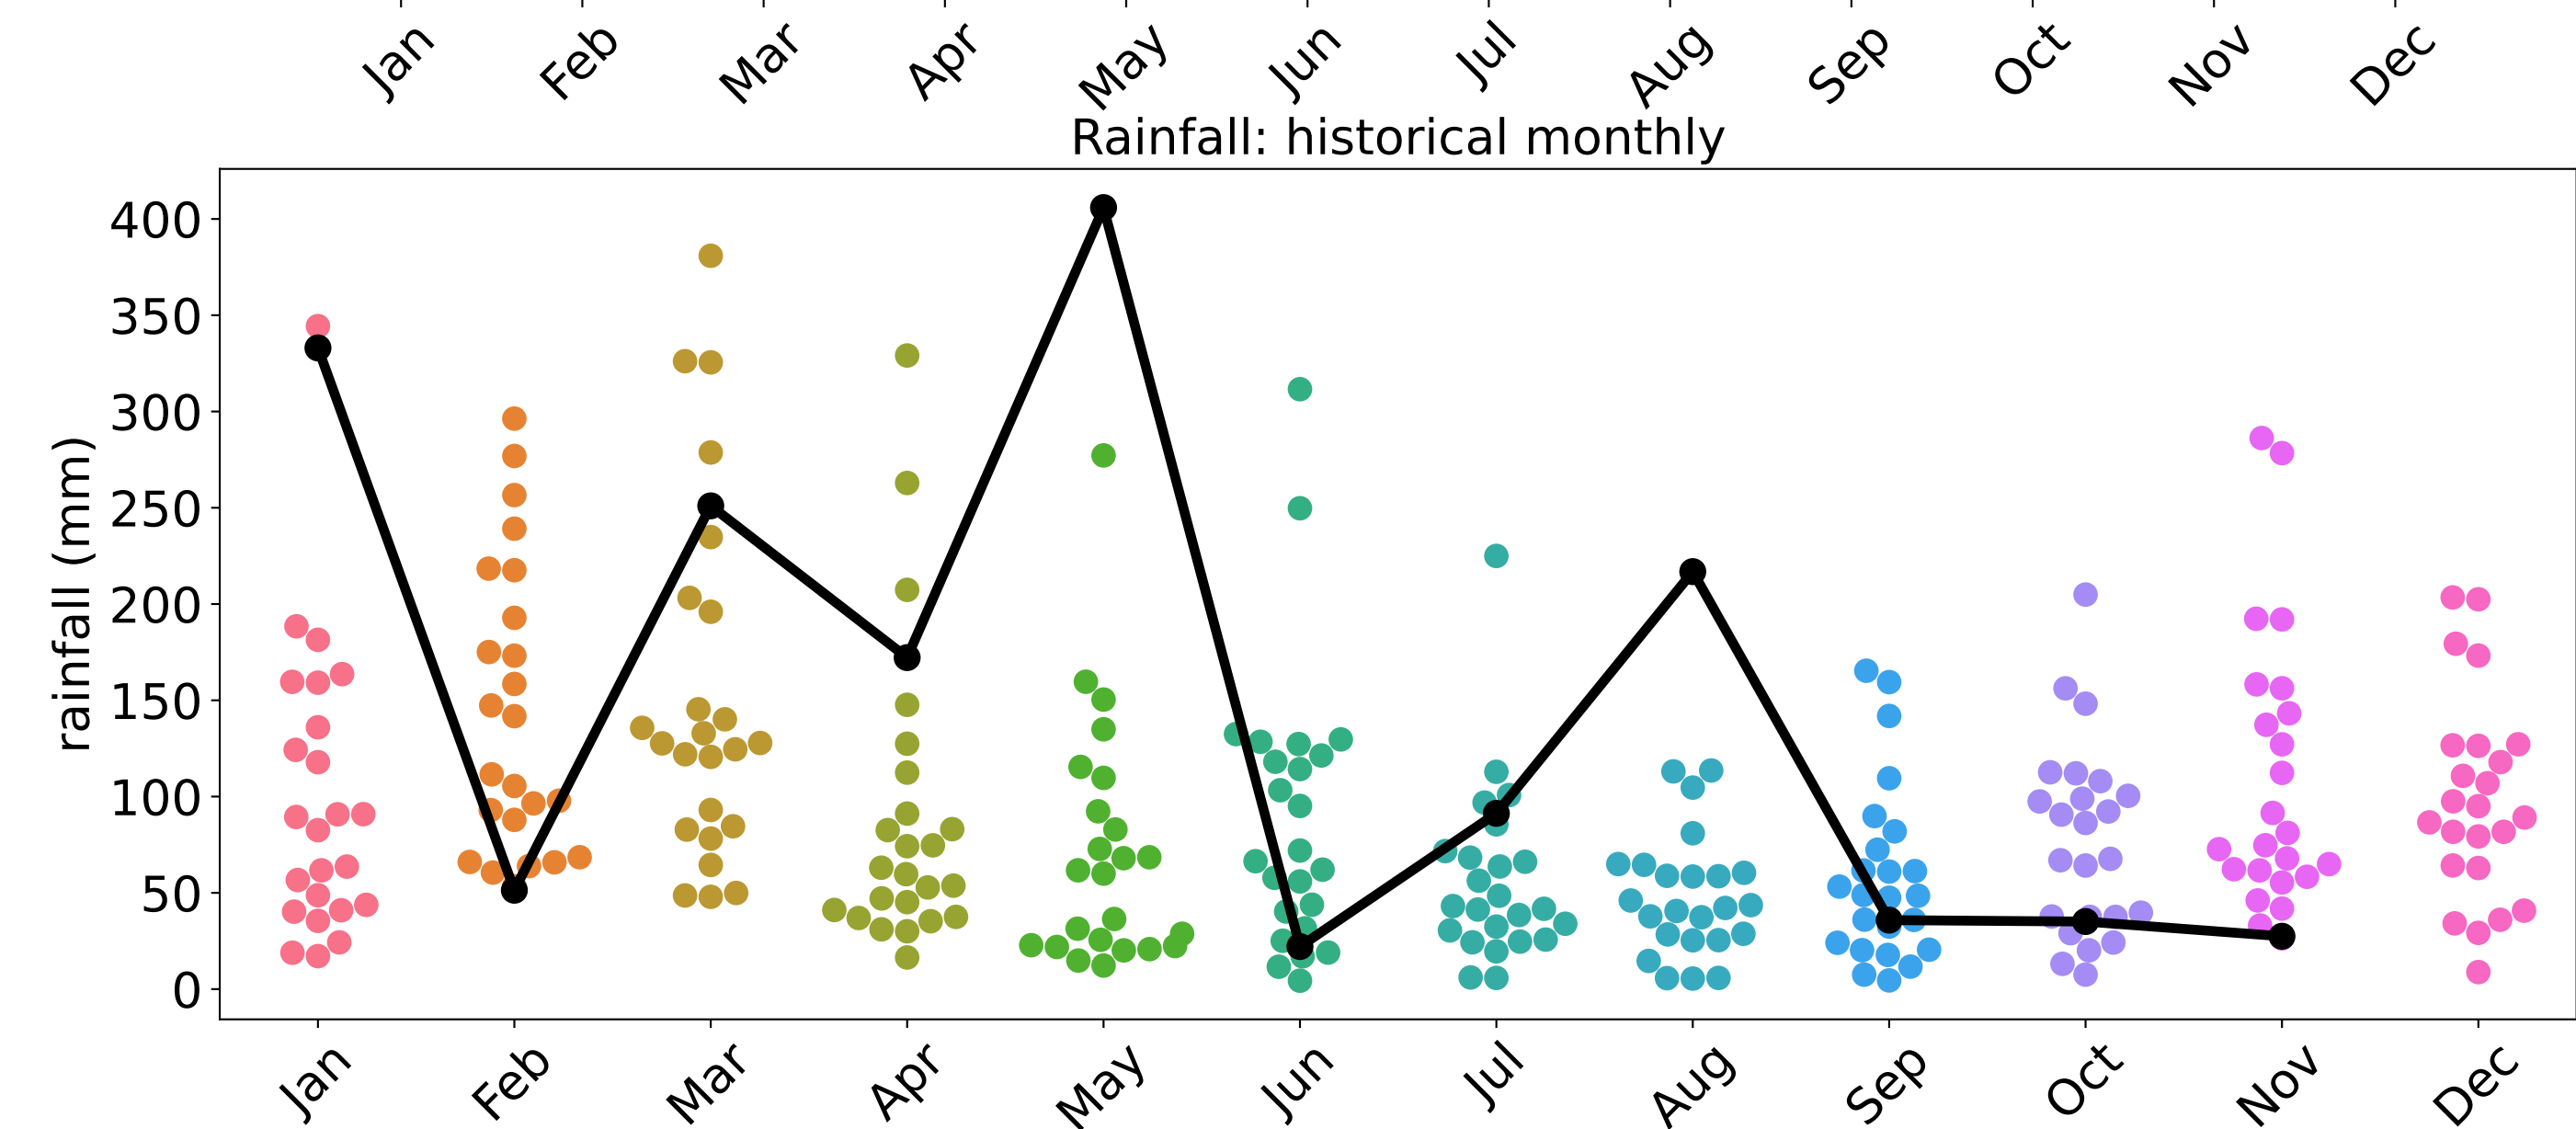 Jan Feb Mar Apr May Jun Jul Aug Sep Oct Nov Dec
Rainfall: historical monthly
400
350
300
250
200
150
100
50
0
rainfall (mm)
Jan Feb Mar Apr May Jun Jul Aug Sep Oct Nov Dec